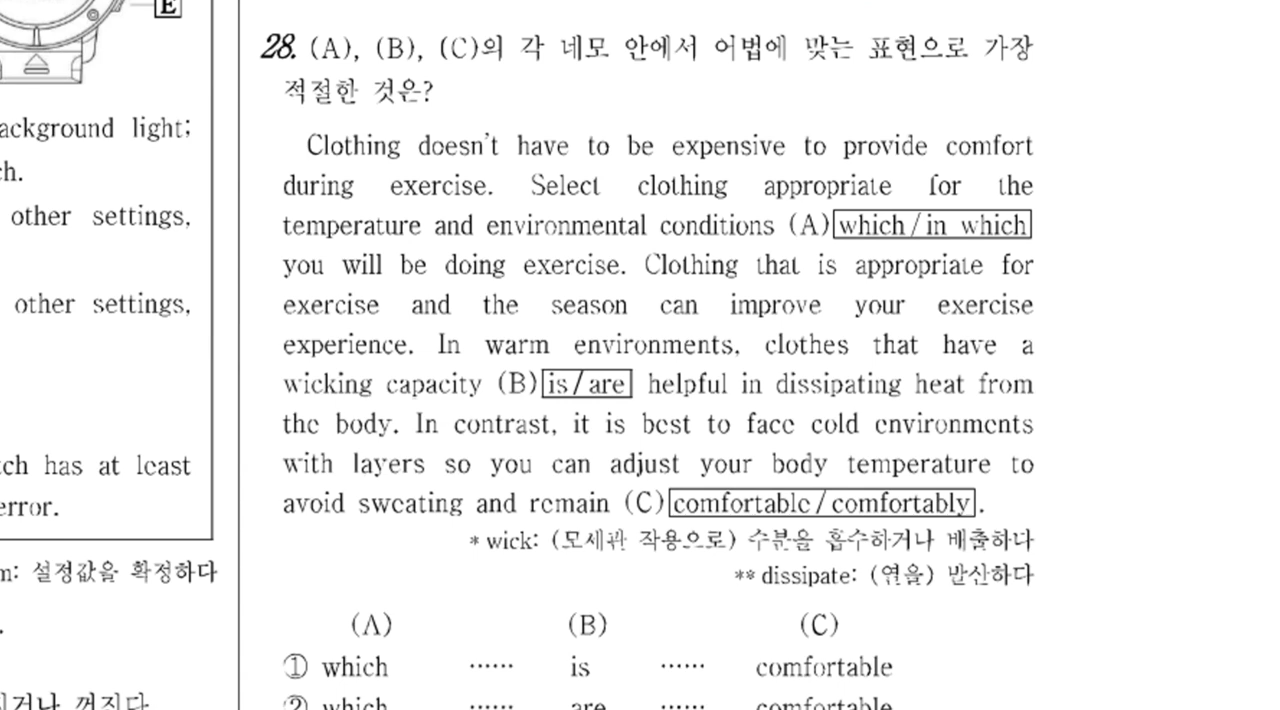 E
ackground light;
ch.
other settings,
other settings,
tch has at least
error.
m: 설정값을 확정하다
28. (A), (B), (C)의 각 네모 안에서 어법에 맞는 표현으로 가장
적절한 것은?
Clothing doesn't have to be expensive to provide comfort
during exercise. Select clothing appropriate for the
temperature and environmental conditions (A) which / in which
you will be doing exercise. Clothing that is appropriate for
exercise and the season can improve your exercise
experience. In warm environments, clothes that have a
wicking capacity (B) is / are helpful in dissipating heat from
the body. In contrast, it is best to face cold environments
with layers so you can adjust your body temperature to
avoid sweating and remain (C) comfortable / comfortably.
* wick: (모세관 작용으로) 수분을 흡수하거나 배출하다
** dissipate: (열을) 발산하다
(A) (B) (C)
① which ······ is ······ comfortable
② which ······ are ······ comfortable